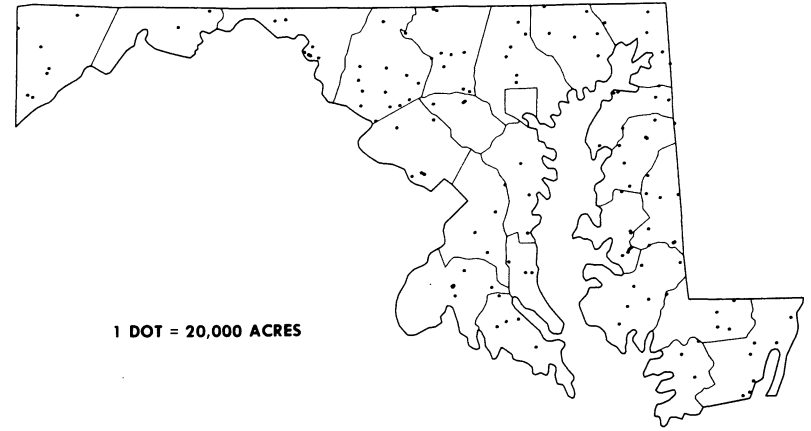 1 DOT = 20,000 ACRES